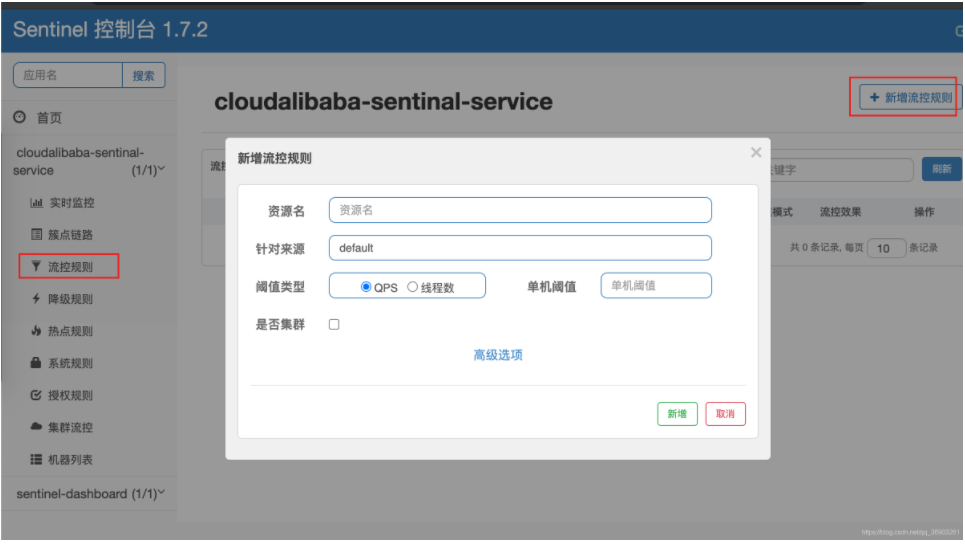 Sentinel 控制台 1.7.2
应用名
搜索
首页
cloudalibaba-sentinal-
service (1/1)
实时监控
簇点链路
流控规则
降级规则
热点规则
系统规则
授权规则
集群流控
机器列表
sentinel-dashboard (1/1)
cloudalibaba-sentinal-service
+ 新增流控规则
关键字
刷新
模式 流控效果 操作
共 0 条记录, 每页 10 条记录
新增流控规则
×
资源名 资源名
针对来源 default
阈值类型 QPS 线程数 单机阈值 单机阈值
是否集群
高级选项
新增 取消